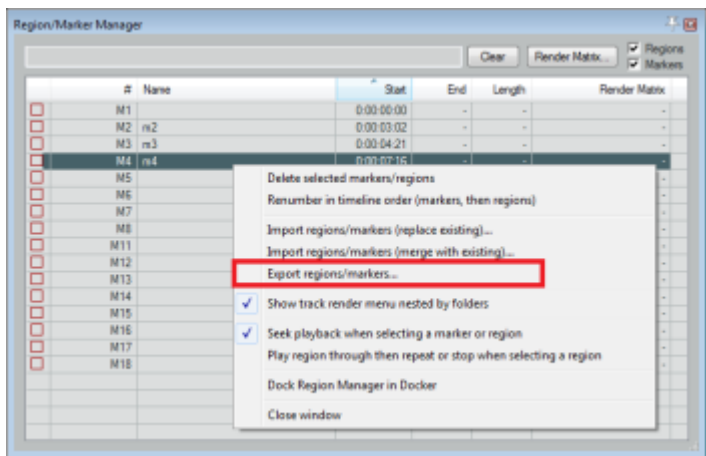 Region/Marker Manager
Clear Render Matrix... Regions
Markers
# Name Start End Length Render Matrix
M1 0:00:00:00 - - -
M2 m2 0:00:03:02 - - -
M3 m3 0:00:04:21 - - -
M4 m4 0:00:07:16 - - -
M5 Delete selected markers/regions -
M6 Renumber in timeline order (markers, then regions) -
M7 -
M8 Import regions/markers (replace existing)... -
M11 Import regions/markers (merge with existing)... -
M12 Export regions/markers... -
M13 -
M14 Show track render menu nested by folders -
M15 -
M16 Seek playback when selecting a marker or region -
M17 Play region through then repeat or stop when selecting a region -
M18 -
Dock Region Manager in Docker
Close window